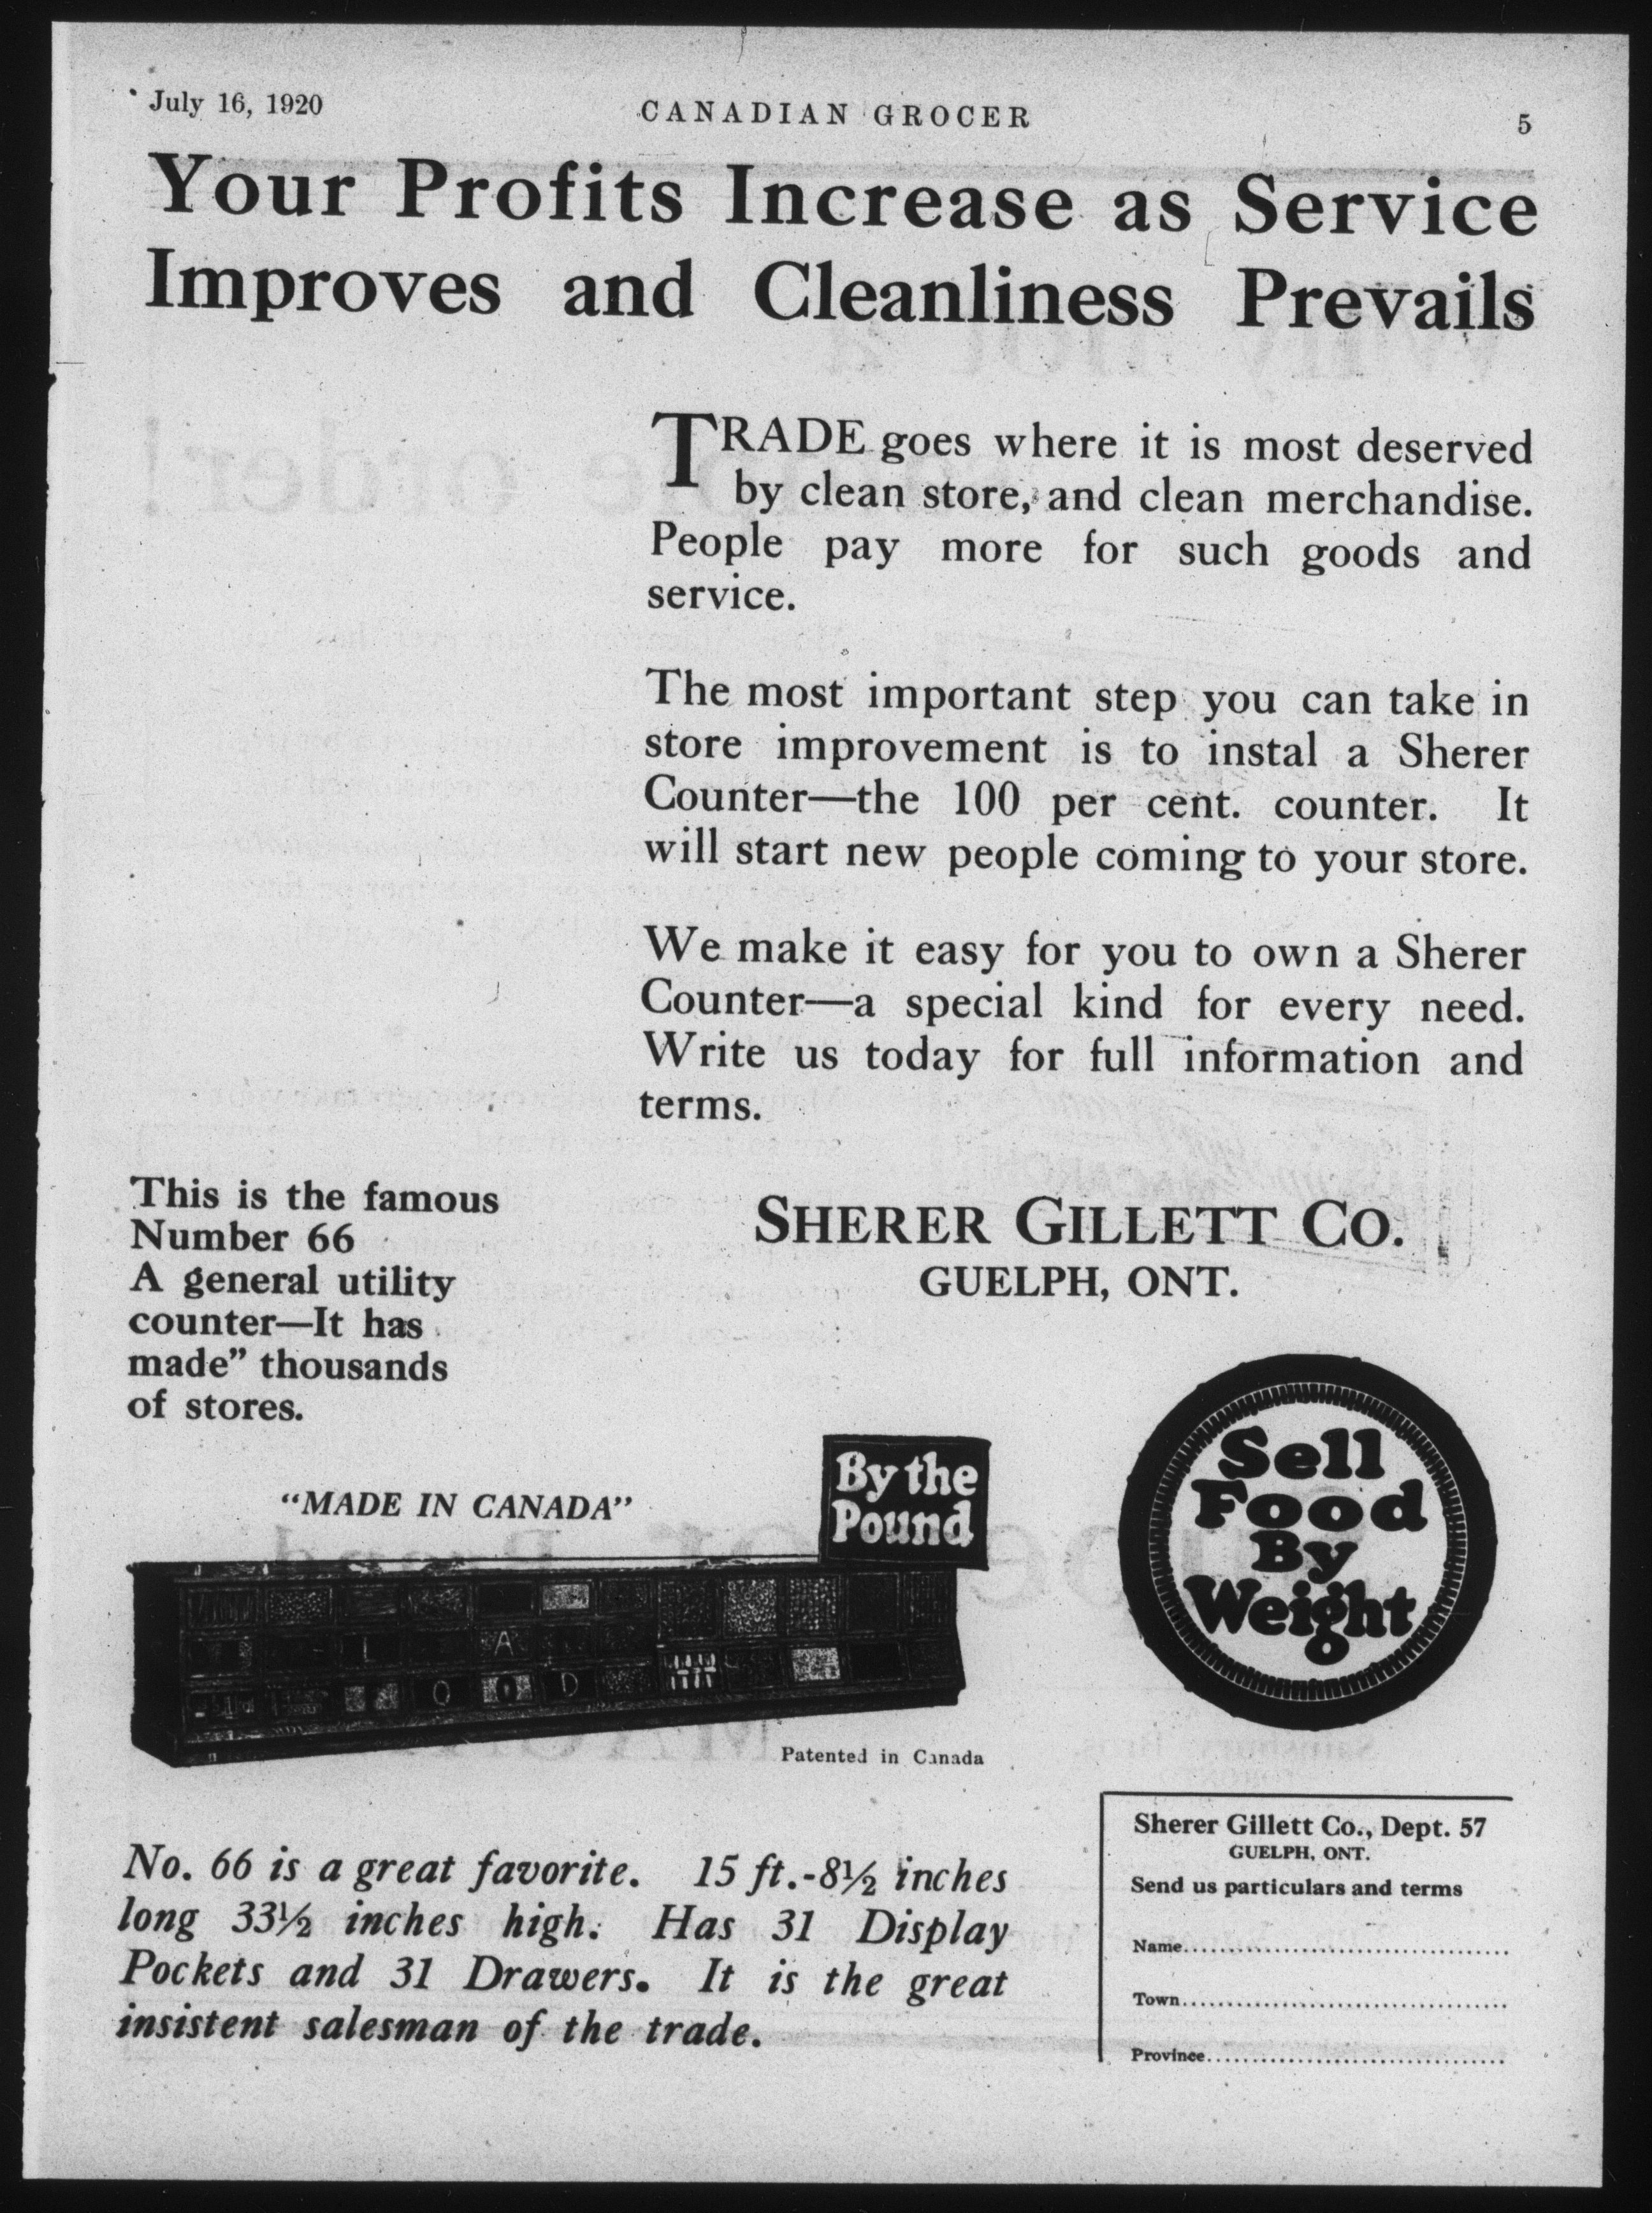 July 16, 1920
CANADIAN GROCER
5
Your Profits Increase as Service
Improves and Cleanliness Prevails
TRADE goes where it is most deserved
by clean store, and clean merchandise.
People pay more for such goods and
service.
The most important step you can take in
store improvement is to instal a Sherer
Counter—the 100 per cent. counter. It
will start new people coming to your store.
We make it easy for you to own a Sherer
Counter—a special kind for every need.
Write us today for full information and
terms.
This is the famous
Number 66
A general utility
counter—It has
made” thousands
of stores.
SHERER GILLETT CO.
GUELPH, ONT.
“MADE IN CANADA”
By the
Pound
Sell
Food
By
Weight
Patented in Canada
No. 66 is a great favorite. 15 ft.-8½ inches
long 33½ inches high. Has 31 Display
Pockets and 31 Drawers. It is the great
insistent salesman of the trade.
Sherer Gillett Co., Dept. 57
GUELPH, ONT.
Send us particulars and terms
Name......................................
Town......................................
Province..................................